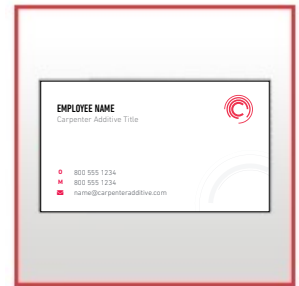 EMPLOYEE NAME
Carpenter Additive Title
O 800 555 1234
M 800 555 1234
name@carpenteradditive.com